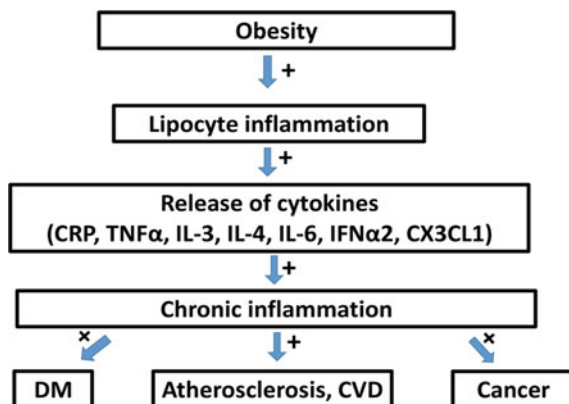 Obesity
+
Lipocyte inflammation
+
Release of cytokines
(CRP, TNFα, IL-3, IL-4, IL-6, IFNα2, CX3CL1)
+
Chronic inflammation
+ + +
DM Atherosclerosis, CVD Cancer